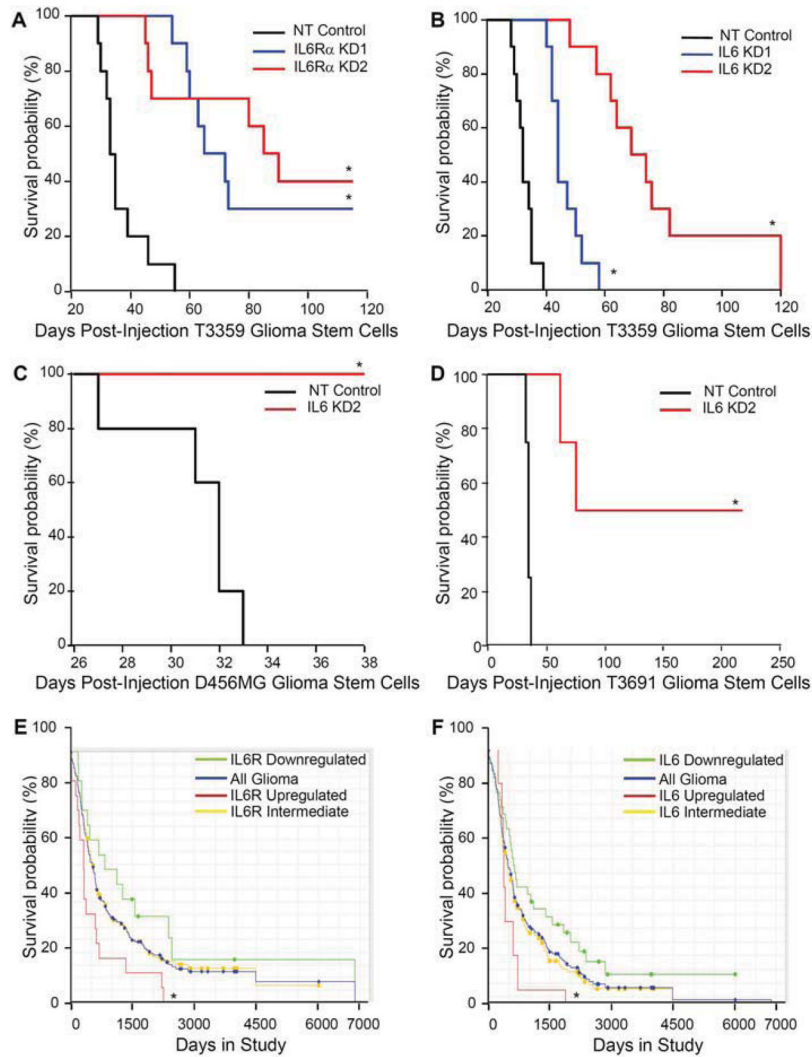 A
NT Control
IL6Rα KD1
IL6Rα KD2
Survival probability (%)
100
80
60
40
20
0
*
*
20 40 60 80 100 120
Days Post-Injection T3359 Glioma Stem Cells
B
NT Control
IL6 KD1
IL6 KD2
Survival probability (%)
100
80
60
40
20
0
*
*
20 40 60 80 100 120
Days Post-Injection T3359 Glioma Stem Cells
C
NT Control
IL6 KD2
Survival probability (%)
100
80
60
40
20
0
*
26 28 30 32 34 36 38
Days Post-Injection D456MG Glioma Stem Cells
D
NT Control
IL6 KD2
Survival probability (%)
100
80
60
40
20
0
*
0 50 100 150 200 250
Days Post-Injection T3691 Glioma Stem Cells
E
IL6R Downregulated
All Glioma
IL6R Upregulated
IL6R Intermediate
Survival probability (%)
100
80
60
40
20
0
*
0 1500 3000 4500 6000 7000
Days in Study
F
IL6 Downregulated
All Glioma
IL6 Upregulated
IL6 Intermediate
Survival probability (%)
100
80
60
40
20
0
*
0 1500 3000 4500 6000 7000
Days in Study